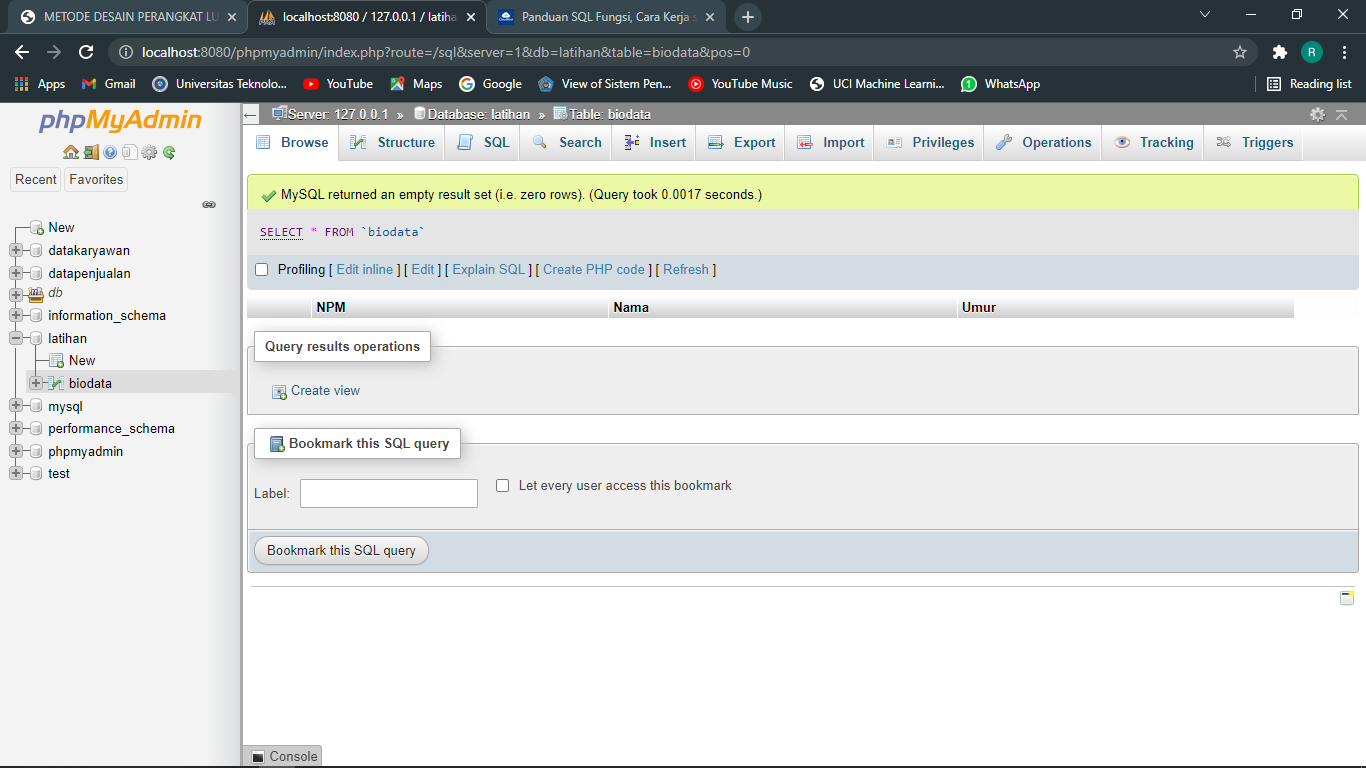 METODE DESAIN PERANGKAT LU
localhost:8080 / 127.0.0.1 / latiha
Panduan SQL Fungsi, Cara Kerja s
localhost:8080/phpmyadmin/index.php?route=/sql&server=1&db=latihan&table=biodata&pos=0
R
Apps Gmail Universitas Teknolo... YouTube Maps Google View of Sistem Pen... YouTube Music UCI Machine Learni... 1 WhatsApp Reading list
phpMyAdmin
Recent Favorites
New
datakaryawan
datapenjualan
db
information_schema
latihan
New
biodata
mysql
performance_schema
phpmyadmin
test
Server: 127.0.0.1 » Database: latihan » Table: biodata
Browse Structure SQL Search Insert Export Import Privileges Operations Tracking Triggers
MySQL returned an empty result set (i.e. zero rows). (Query took 0.0017 seconds.)
SELECT * FROM `biodata`
Profiling [ Edit inline ] [ Edit ] [ Explain SQL ] [ Create PHP code ] [ Refresh ]
NPM Nama Umur
Query results operations
Create view
Bookmark this SQL query
Label: Let every user access this bookmark
Bookmark this SQL query
Console